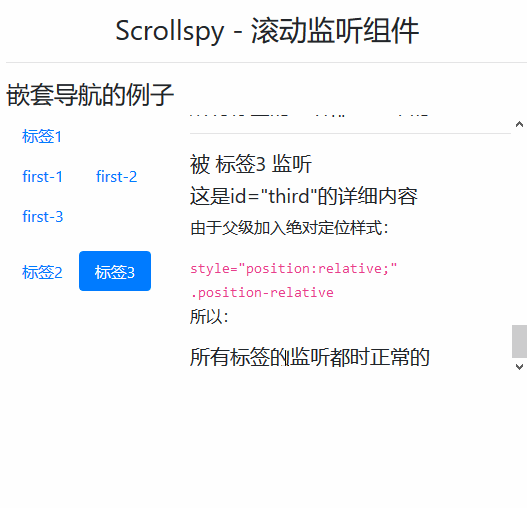 Scrollspy - 滚动监听组件
嵌套导航的例子
标签1
first-1 first-2
first-3
标签2 标签3
被 标签3 监听
这是id="third"的详细内容
由于父级加入绝对定位样式：
style="position:relative;"
.position-relative
所以：
所有标签的监听都时正常的